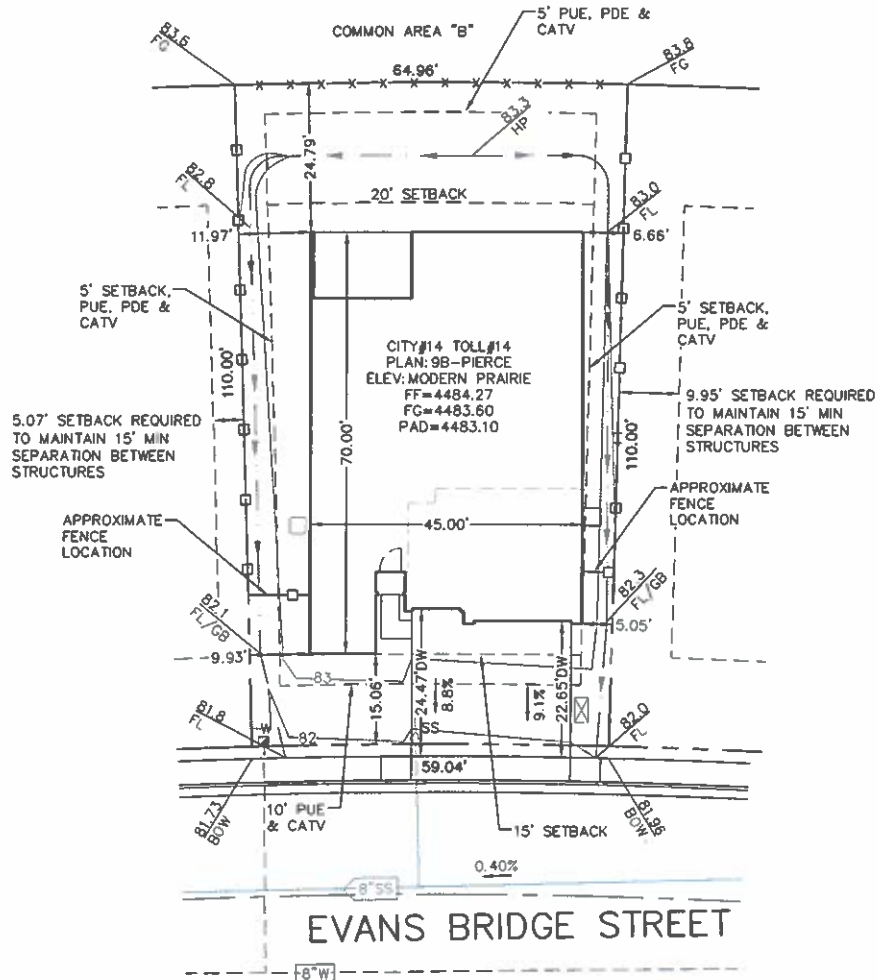 COMMON AREA "B"
5' PUE, PDE &
CATV
83.6
FG
64.96'
83.8
FG
83.3
HP
24.79'
82.8
FL
20' SETBACK
83.0
FL
11.97'
6.66'
5' SETBACK,
PUE, PDE &
CATV
5' SETBACK,
PUE, PDE &
CATV
CITY#14 TOLL#14
PLAN: 9B-PIERCE
ELEV: MODERN PRAIRIE
FF=4484.27
FG=4483.60
PAD=4483.10
110.00'
110.00'
70.00'
5.07' SETBACK REQUIRED
TO MAINTAIN 15' MIN
SEPARATION BETWEEN
STRUCTURES
9.95' SETBACK REQUIRED
TO MAINTAIN 15' MIN
SEPARATION BETWEEN
STRUCTURES
APPROXIMATE
FENCE
LOCATION
APPROXIMATE
FENCE
LOCATION
45.00'
82.1
FL/GB
82.3
FL/GB
9.93'
5.05'
83
15.06'
24.47'DW
8.8%
9.1%
22.65'DW
81.8
FL
W
82
SS
82.0
FL
59.04'
81.73
BOW
10' PUE
& CATV
15' SETBACK
81.96
BOW
0.40%
8"SS
EVANS BRIDGE STREET
8"W